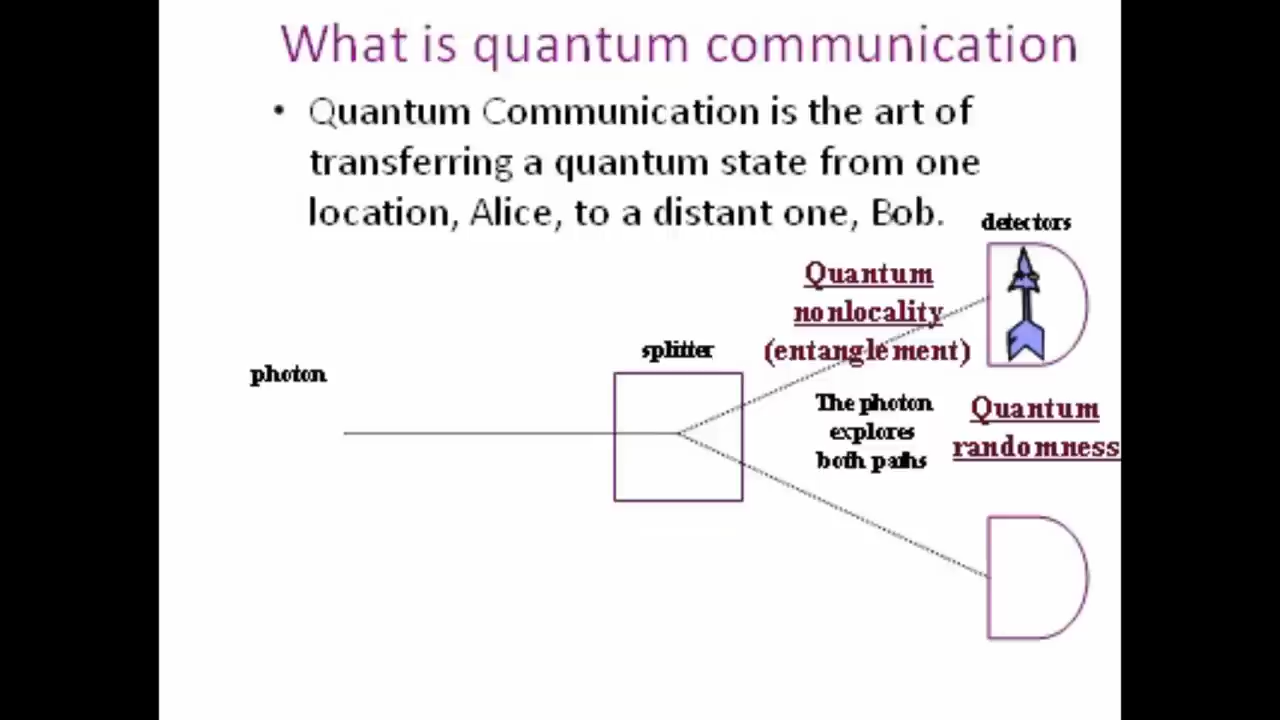 What is quantum communication
• Quantum Communication is the art of
transferring a quantum state from one
location, Alice, to a distant one, Bob.
detectors
Quantum
nonlocality
(entanglement)
splitter
photon
The photon
explores
both paths
Quantum
randomness